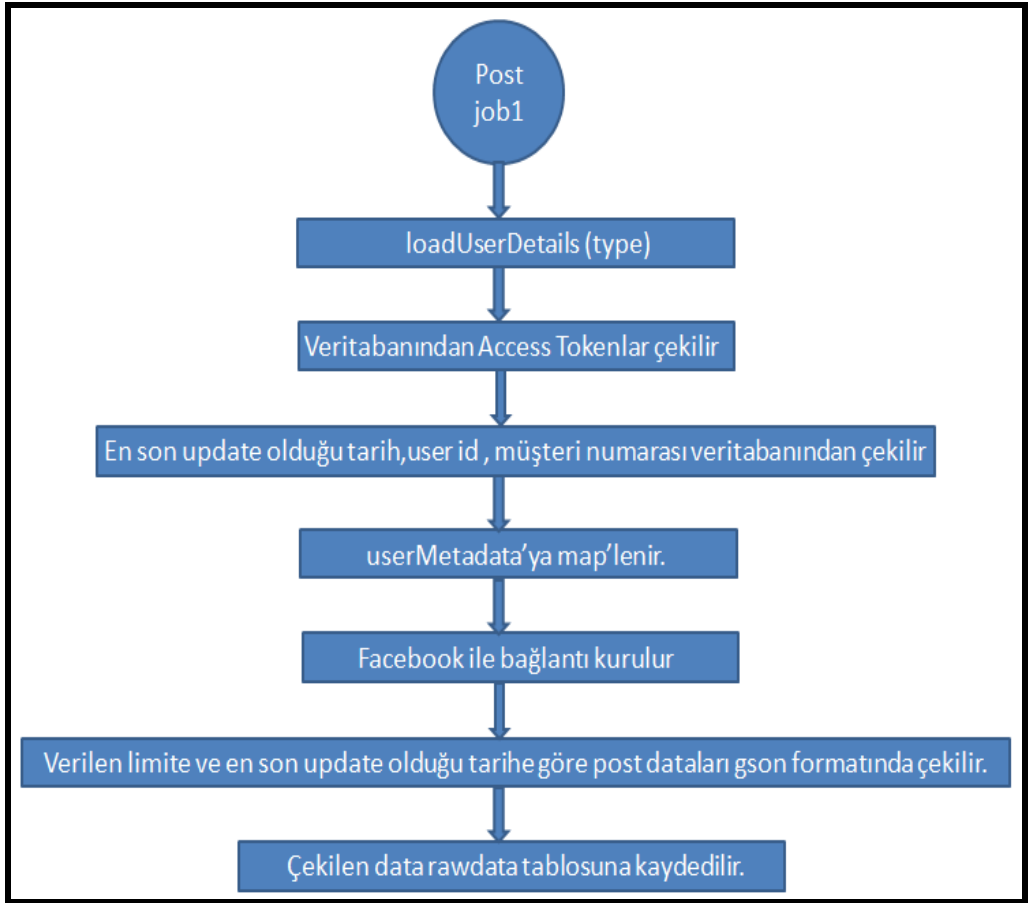 Post
job1
loadUserDetails (type)
Veritabanından Access Tokenlar çekilir
En son update olduğu tarih,user id , müşteri numarası veritabanından çekilir
userMetadata’ya map’lenir.
Facebook ile bağlantı kurulur
Verilen limite ve en son update olduğu tarihe göre post dataları gson formatında çekilir.
Çekilen data rawdata tablosuna kaydedilir.